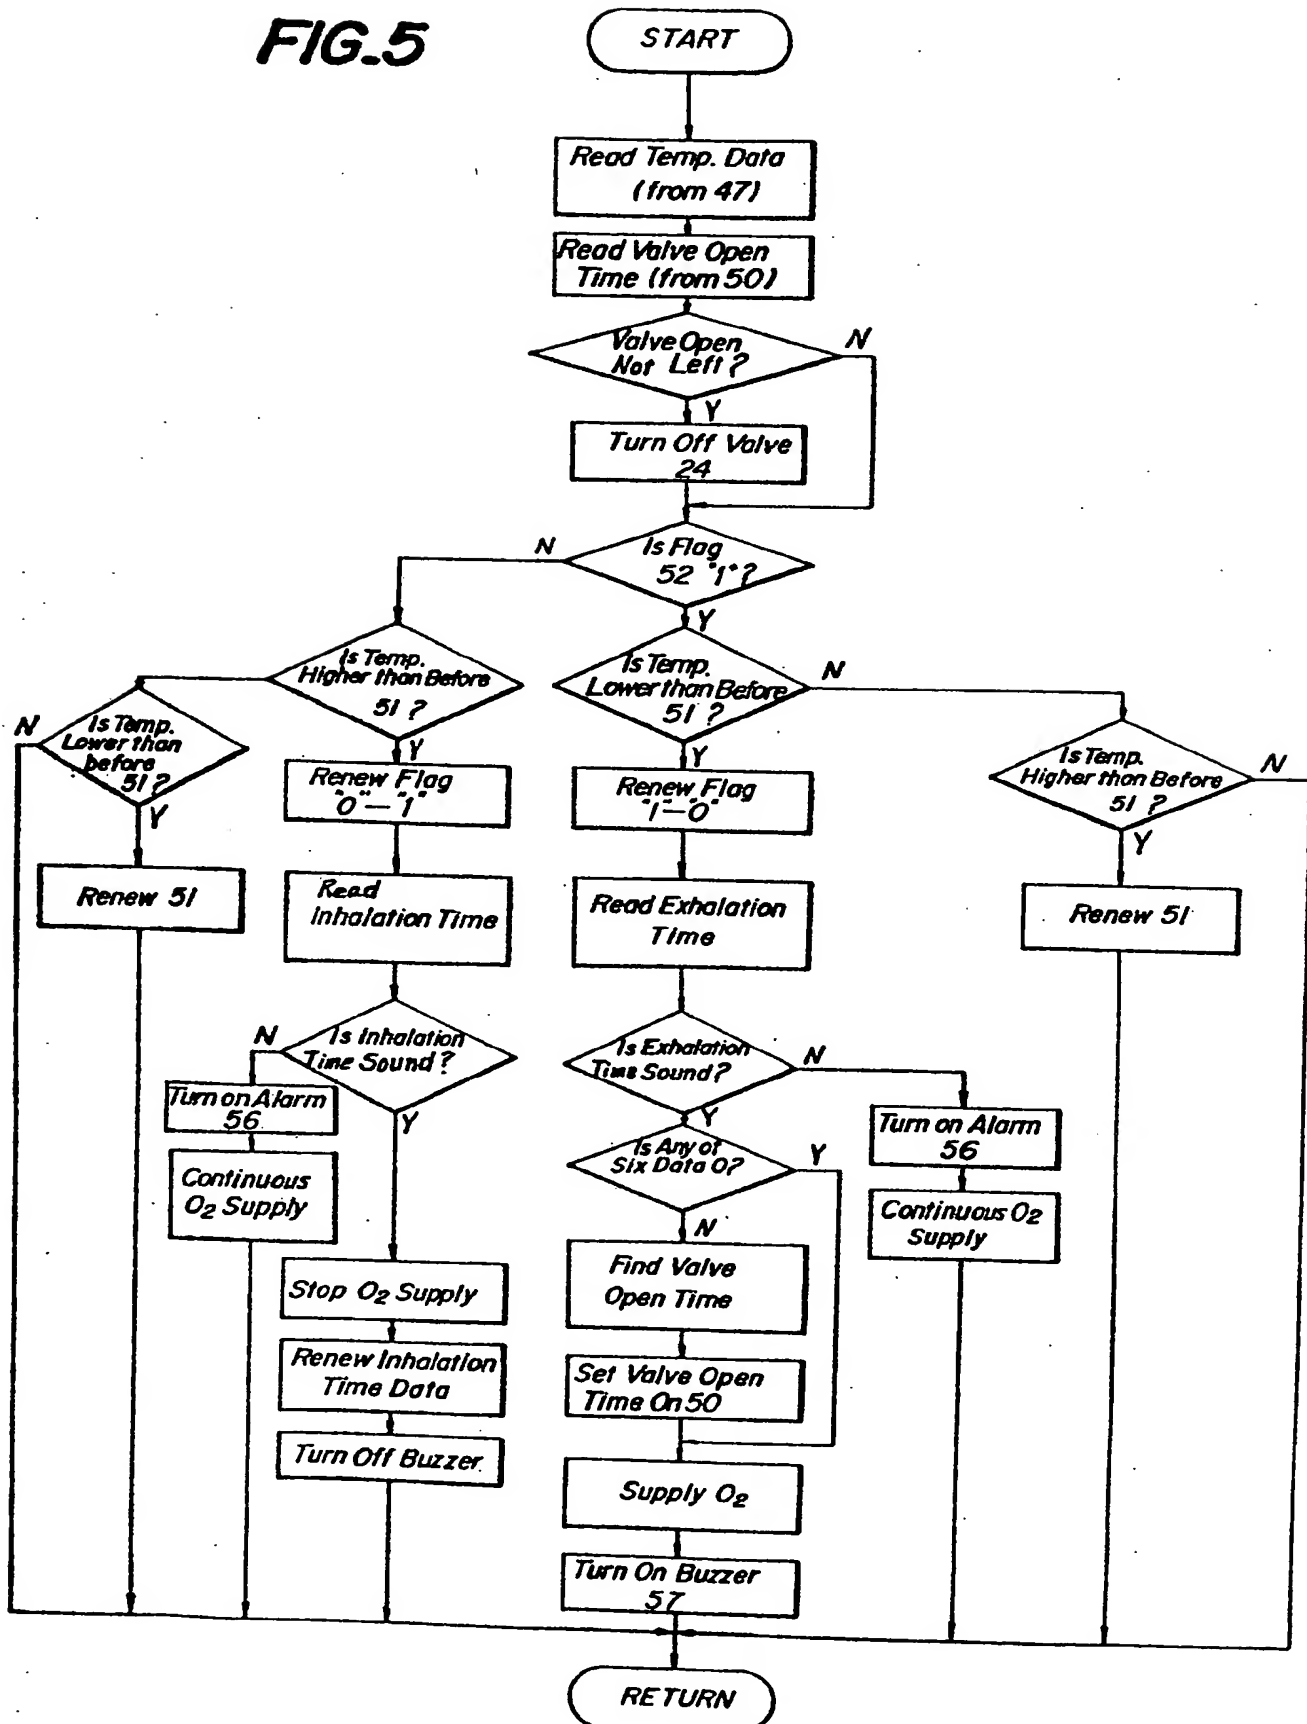 FIG. 5
START
Read Temp. Data
(from 47)
Read Valve Open
Time (from 50)
Valve Open
Not Left?
N
Y
Turn Off Valve
24
Is Flag
52 "1"?
N
Y
Is Temp.
Higher than Before
51 ?
Y
Is Temp.
Lower than Before
51 ?
N
Y
Is Temp.
Lower than
before
51 ?
N
Y
Is Temp.
Higher than Before
51 ?
N
Y
Renew Flag
"0"—"1"
Renew Flag
"1"—"0"
Renew 51
Read
Inhalation Time
Read Exhalation
Time
Renew 51
Is Inhalation
Time Sound?
N
Y
Is Exhalation
Time Sound?
N
Y
Turn on Alarm
56
Continuous
O2 Supply
Is Any of
Six Data 0?
Y
N
Turn on Alarm
56
Continuous O2
Supply
Stop O2 Supply
Find Valve
Open Time
Renew Inhalation
Time Data
Set Valve Open
Time On 50
Turn Off Buzzer
Supply O2
Turn On Buzzer
57
RETURN